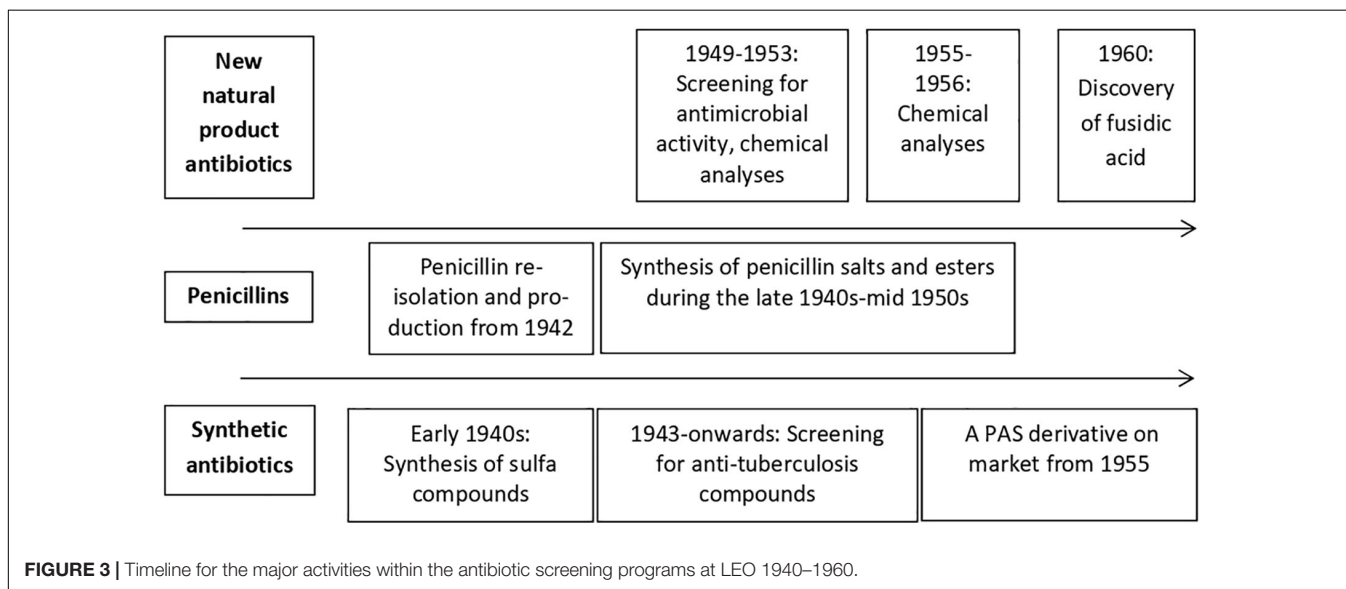 New
natural
product
antibiotics
1949-1953:
Screening for
antimicrobial
activity, chemical
analyses
1955-
1956:
Chemical
analyses
1960:
Discovery
of fusidic
acid
Penicillins
Penicillin re-
isolation and pro-
duction from 1942
Synthesis of penicillin salts and esters
during the late 1940s-mid 1950s
Synthetic
antibiotics
Early 1940s:
Synthesis of sulfa
compounds
1943-onwards: Screening
for anti-tuberculosis
compounds
A PAS derivative on
market from 1955
FIGURE 3 | Timeline for the major activities within the antibiotic screening programs at LEO 1940–1960.